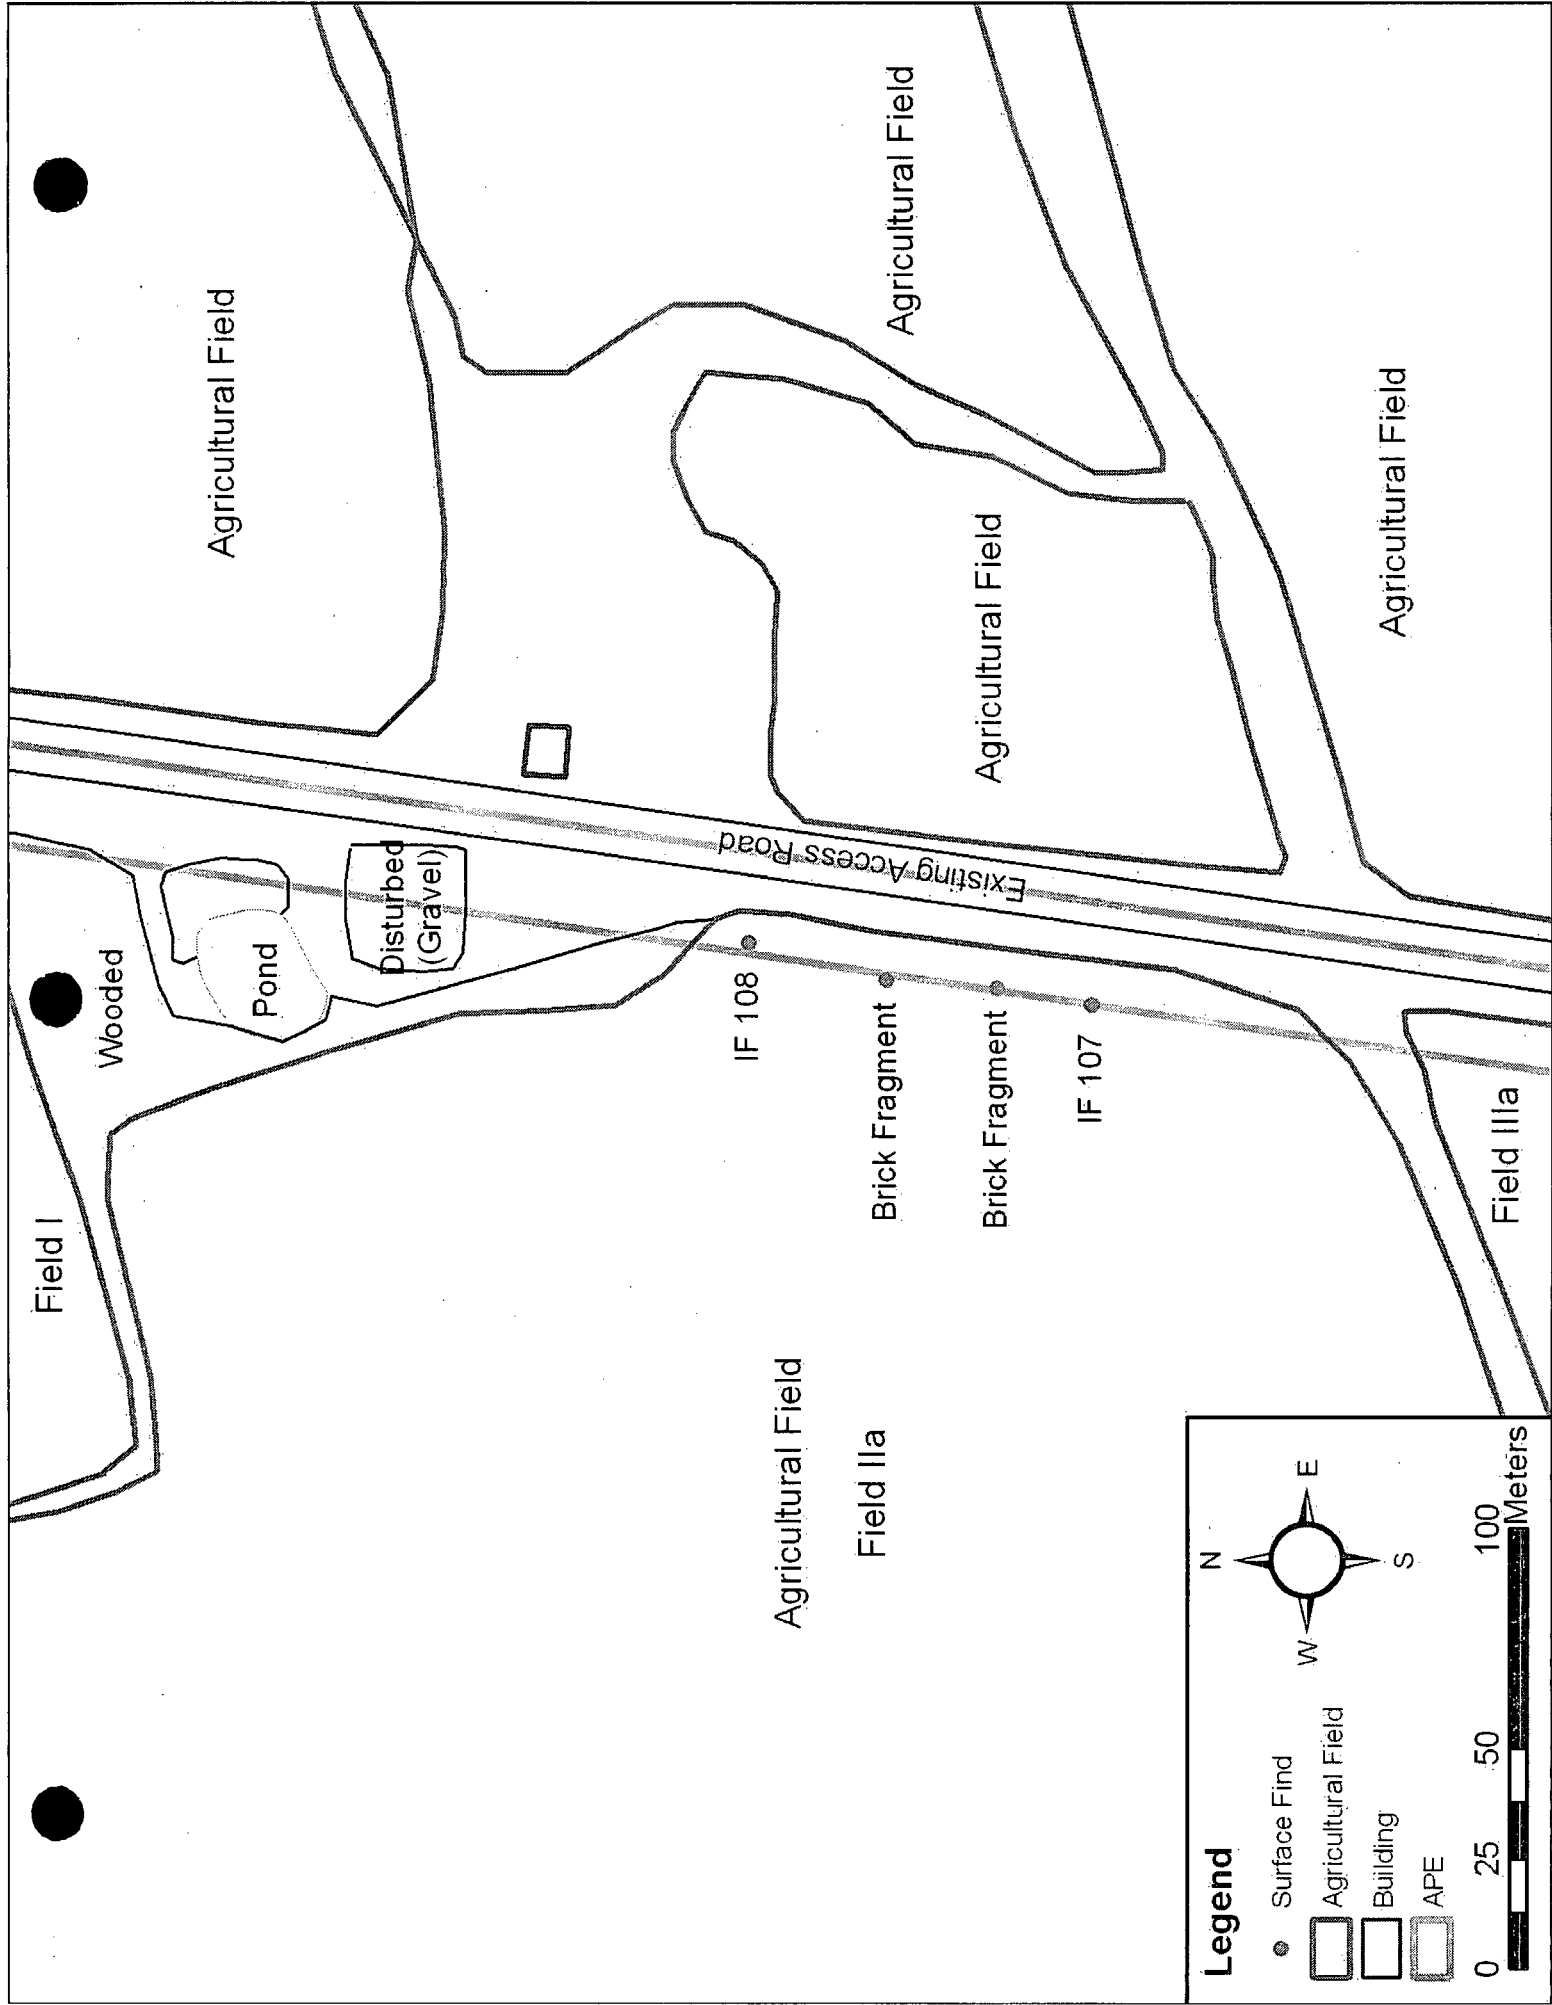 Field I
Wooded
Pond
Disturbed
(Gravel)
Agricultural Field
Agricultural Field
Agricultural Field
Agricultural Field
Existing Access Road
IF 108
Brick Fragment
Brick Fragment
IF 107
Agricultural Field
Field IIa
Field IIIa
Legend
Surface Find
Agricultural Field
Building
APE
N
W
E
S
0 25 50 100
Meters